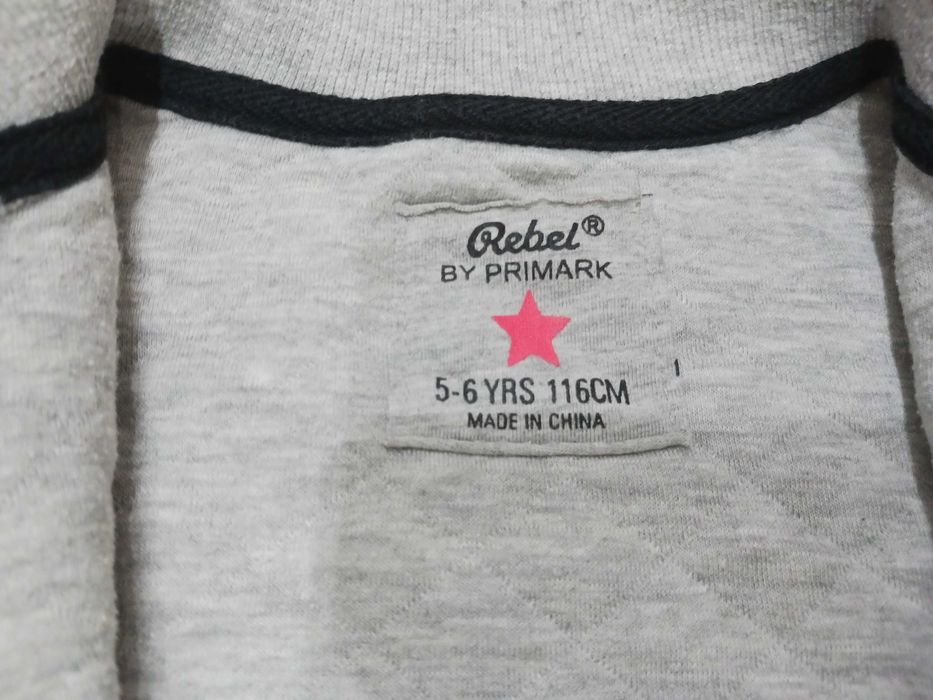 Rebel®
BY PRIMARK
5-6 YRS 116CM
MADE IN CHINA